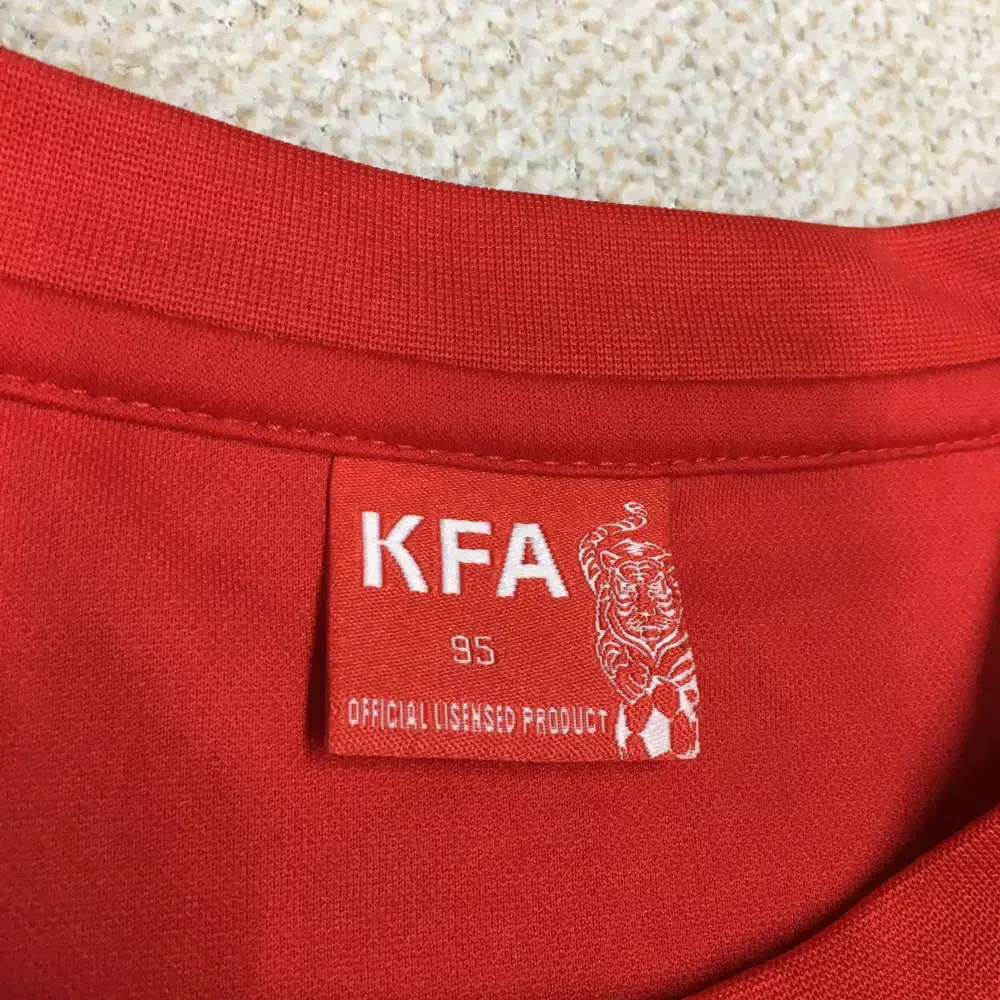 KFA
95
OFFICIAL LISENSED PRODUCT